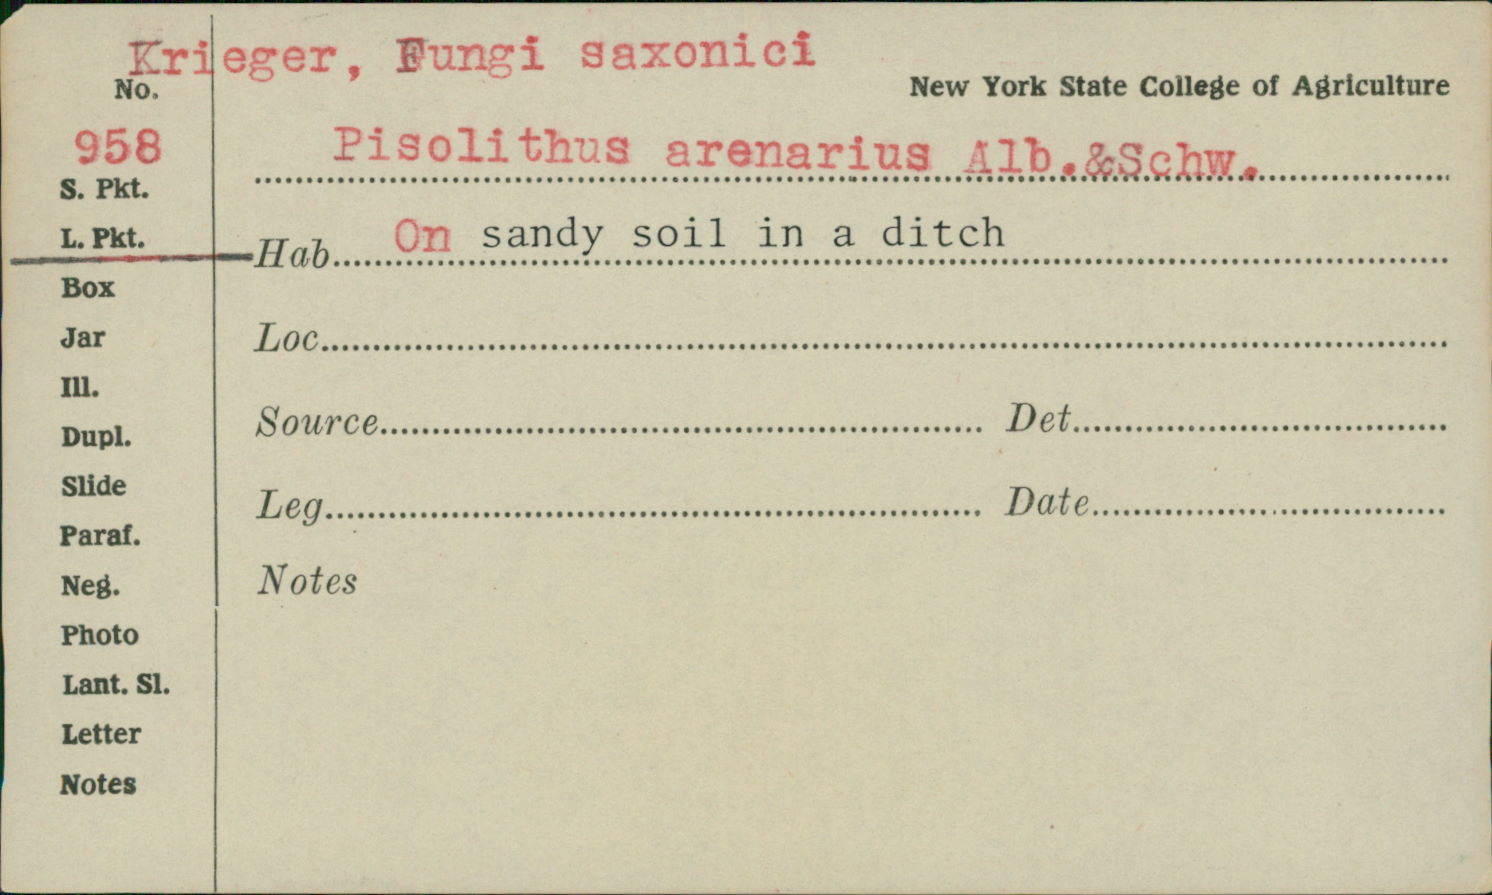 Krieger, Fungi saxonici
No.
New York State College of Agriculture
958
Pisolithus arenarius Alb.&Schw.
S. Pkt.
L. Pkt.
Hab. On sandy soil in a ditch
Box
Jar
Loc.
Ill.
Dupl.
Source Det.
Slide
Leg. Date
Paraf.
Neg.
Notes
Photo
Lant. Sl.
Letter
Notes